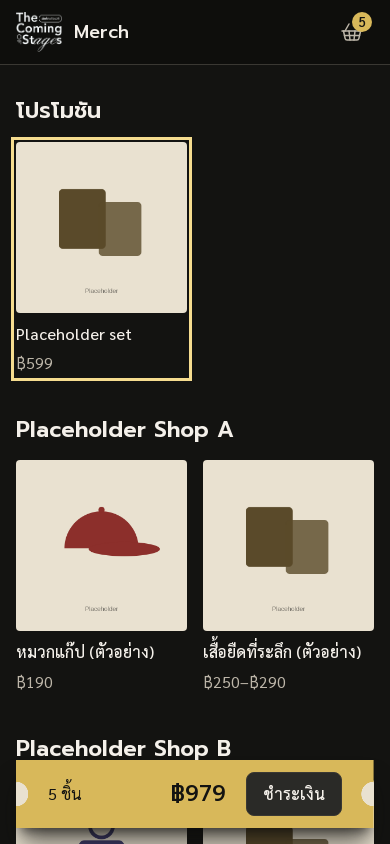 The
Coming
Stages
Merch
5
โปรโมชัน
Placeholder
Placeholder set
฿599
Placeholder Shop A
Placeholder
Placeholder
หมวกแก๊ป (ตัวอย่าง)
เสื้อยืดที่ระลึก (ตัวอย่าง)
฿190
฿250–฿290
Placeholder Shop B
5 ชิ้น
฿979
ชำระเงิน